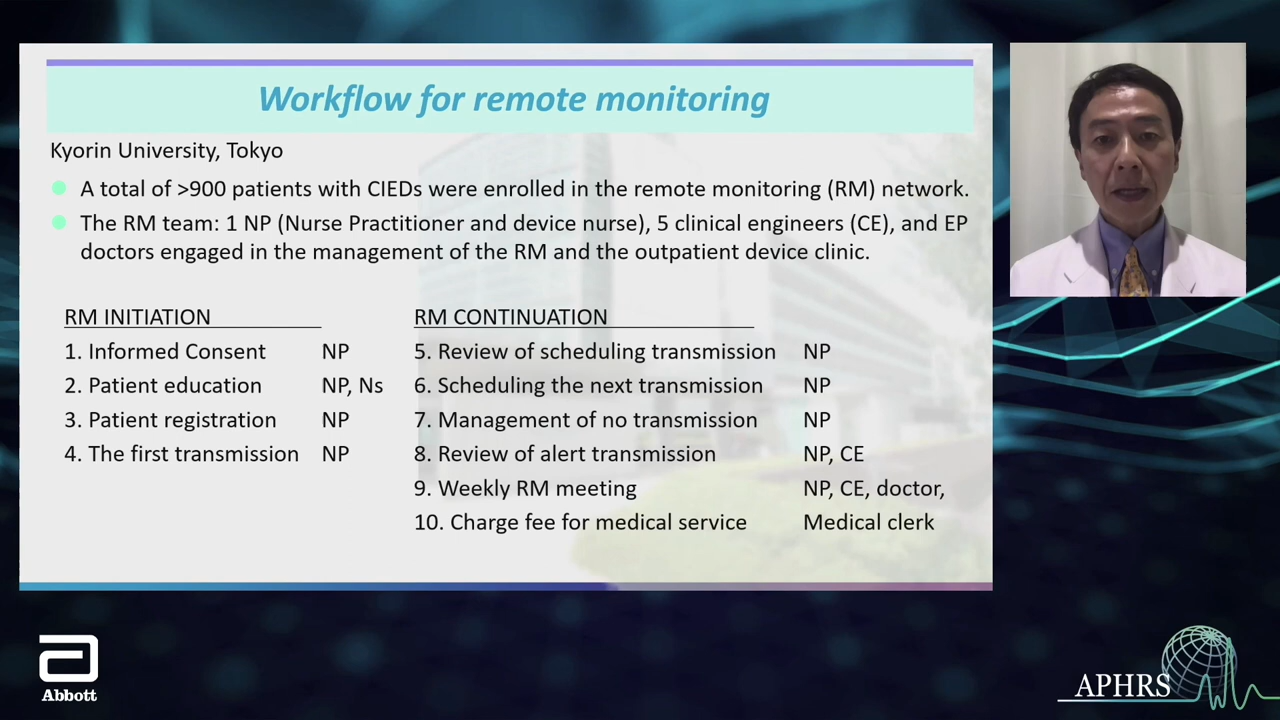 Workflow for remote monitoring
Kyorin University, Tokyo
A total of >900 patients with CIEDs were enrolled in the remote monitoring (RM) network.
The RM team: 1 NP (Nurse Practitioner and device nurse), 5 clinical engineers (CE), and EP
doctors engaged in the management of the RM and the outpatient device clinic.
RM INITIATION
1. Informed Consent NP
2. Patient education NP, Ns
3. Patient registration NP
4. The first transmission NP
RM CONTINUATION
5. Review of scheduling transmission NP
6. Scheduling the next transmission NP
7. Management of no transmission NP
8. Review of alert transmission NP, CE
9. Weekly RM meeting NP, CE, doctor,
10. Charge fee for medical service Medical clerk
Abbott
APHRS